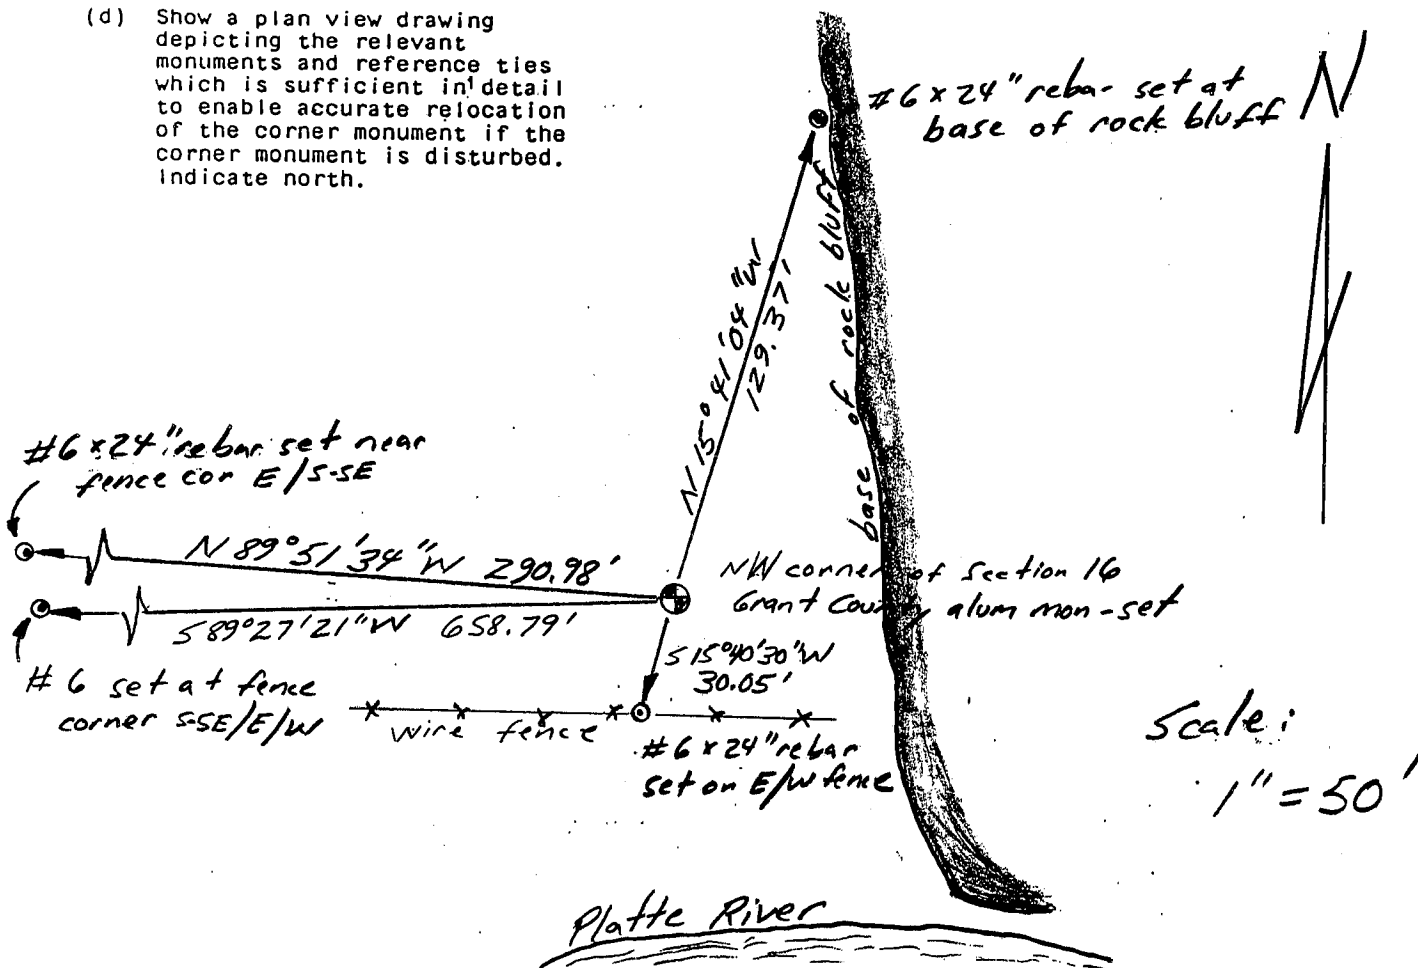 (d) Show a plan view drawing
depicting the relevant
monuments and reference ties
which is sufficient in detail
to enable accurate relocation
of the corner monument if the
corner monument is disturbed.
Indicate north.
#6 x 24" rebar set at
base of rock bluff
N
N 15° 41' 04" W
129.37'
base of rock bluff
#6 x 24" rebar set near
fence cor E/S-SE
N 89° 51' 34" W 290.98'
NW corner of Section 16
Grant County alum mon - set
S 89° 27' 21" W 658.79'
S 15° 40' 30" W
30.05'
#6 set at fence
corner S-SE/E/W
wire fence
#6 x 24" rebar
set on E/W fence
Scale:
1" = 50'
Platte River